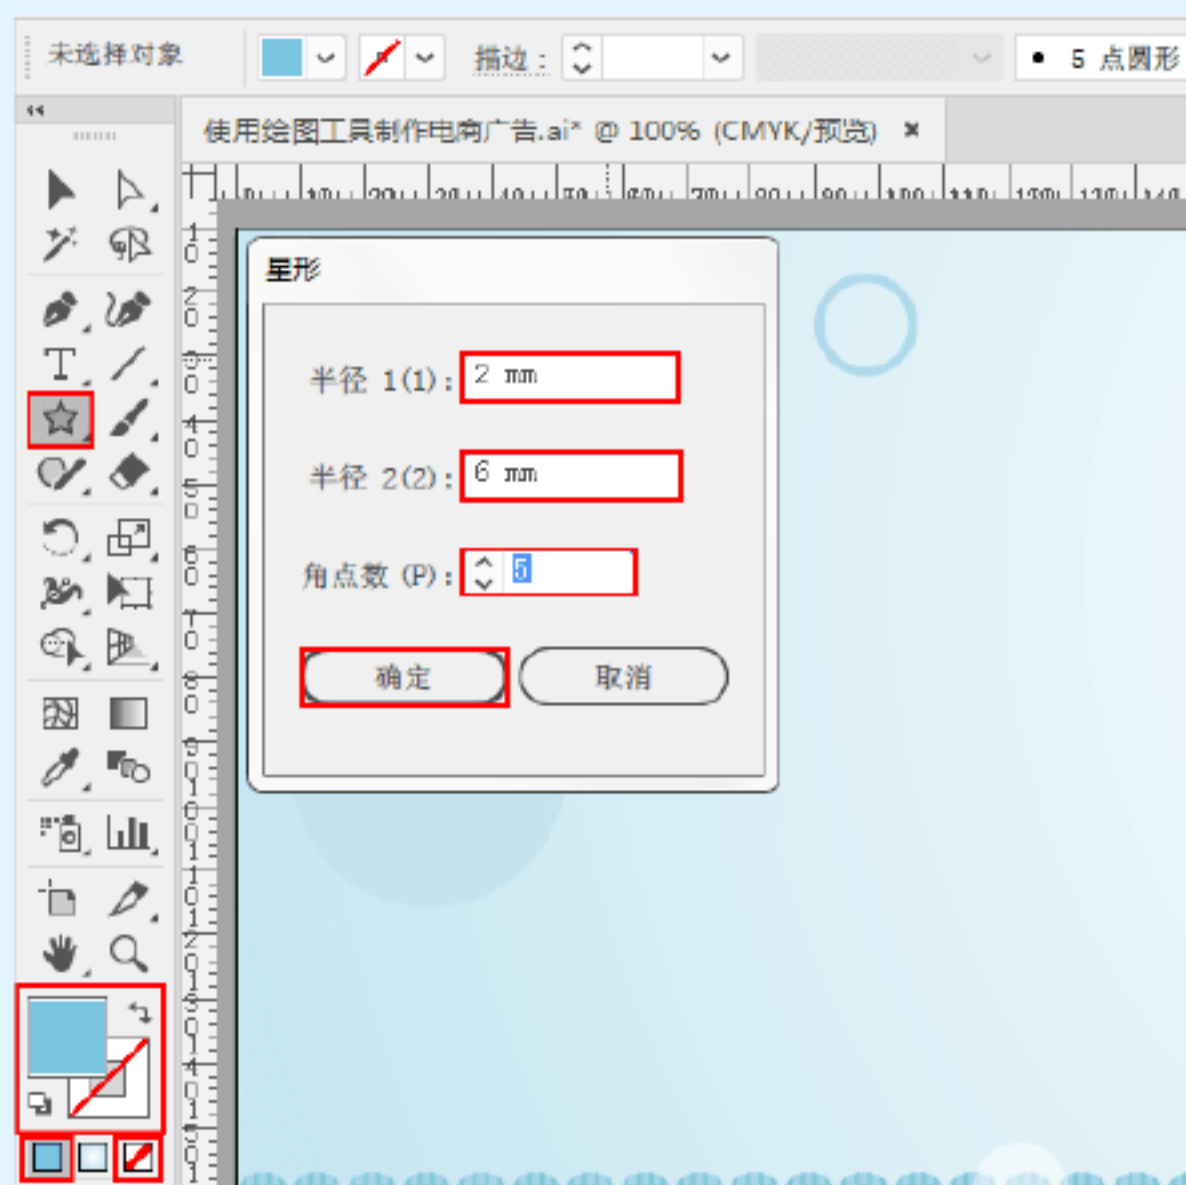 未选择对象 描边： 5 点圆形
使用绘图工具制作电商广告.ai* @ 100% (CMYK/预览) ×
星形
半径 1(1)： 2 mm
半径 2(2)： 6 mm
角点数 (P)： 5
确定 取消